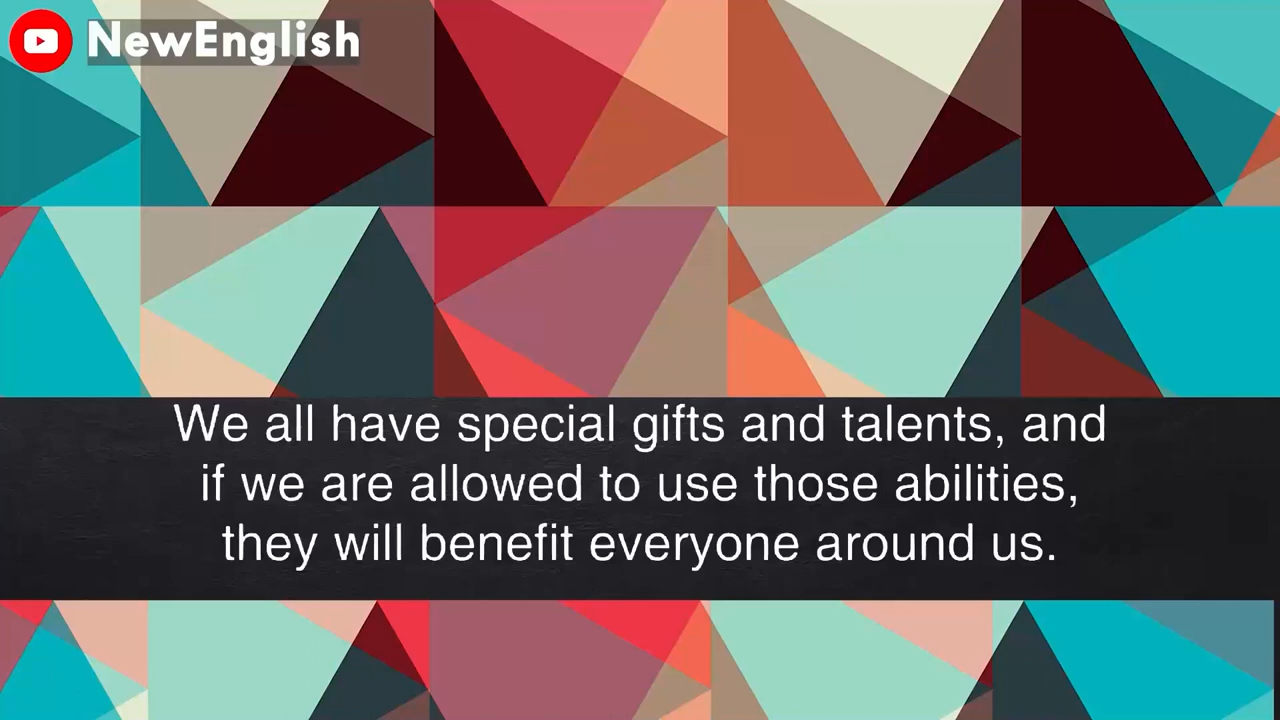 NewEnglish
We all have special gifts and talents, and
if we are allowed to use those abilities,
they will benefit everyone around us.